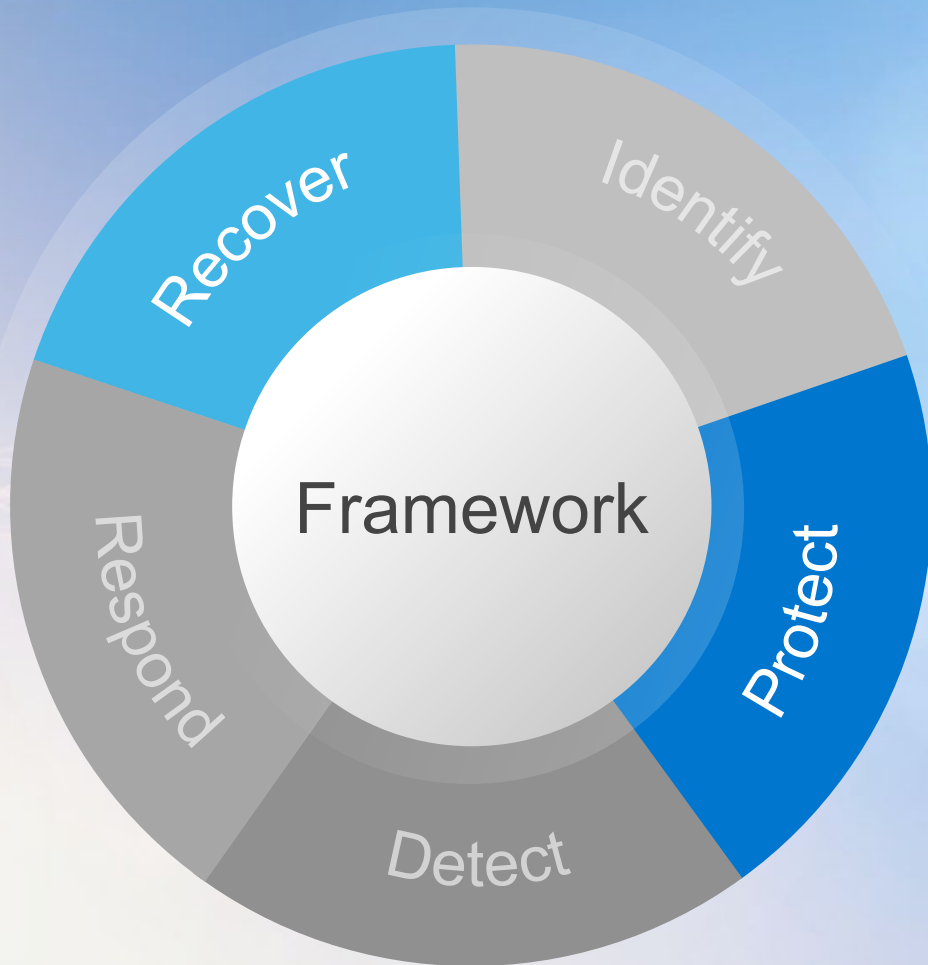 Identify
Protect
Detect
Respond
Recover
Framework